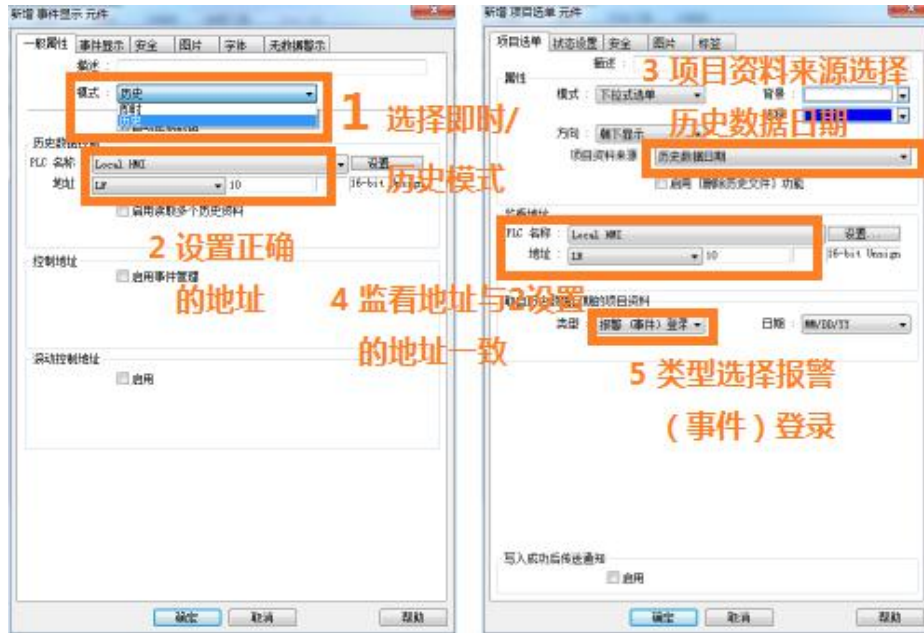 新增 事件显示 元件
一般属性 事件显示 安全 图片 字体 无数据警示
描述 :
模式 : 历史
即时
历史
1 选择即时/
历史模式
历史数据控制
PLC 名称 : Local HMI 设置...
地址 : LW 10 16-bit Unsign
启用读取多个历史资料
2 设置正确
的地址
控制地址
启用事件管理
滚动控制地址
启用
确定 取消 帮助
新增 项目选单 元件
项目选单 状态设置 安全 图片 标签
描述 :
属性
3 项目资料来源选择
历史数据日期
模式 : 下拉式选单 背景 :
方向 : 朝下显示
项目资料来源 : 历史数据日期
启用 (删除历史文件) 功能
监看地址
PLC 名称 : Local HMI 设置...
地址 : LW 10 16-bit Unsign
4 监看地址与2设置
的地址一致
类型 : 报警 (事件) 登录 日期 : MM/DD/YY
5 类型选择报警
(事件)登录
写入成功后传送通知
启用
确定 取消 帮助